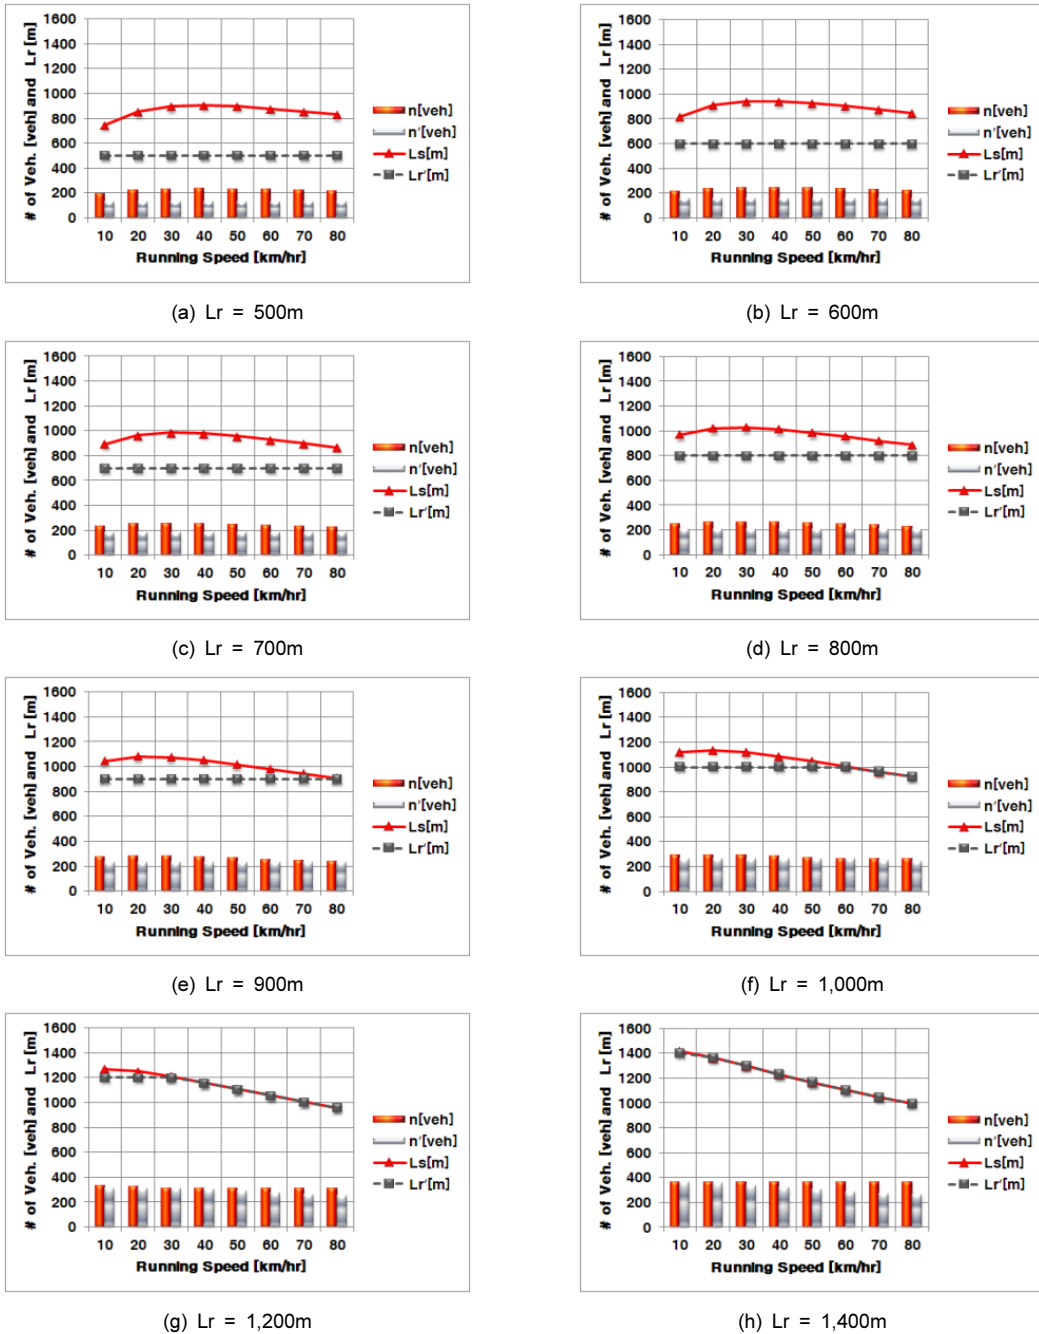 # of Veh. [veh] and Lr [m]
1600
1400
1200
1000
800
600
400
200
0
10 20 30 40 50 60 70 80
Running Speed [km/hr]
n[veh]
n'[veh]
Ls[m]
Lr'[m]
(a) Lr = 500m
# of Veh. [veh] and Lr [m]
1600
1400
1200
1000
800
600
400
200
0
10 20 30 40 50 60 70 80
Running Speed [km/hr]
n[veh]
n'[veh]
Ls[m]
Lr'[m]
(b) Lr = 600m
# of Veh. [veh] and Lr [m]
1600
1400
1200
1000
800
600
400
200
0
10 20 30 40 50 60 70 80
Running Speed [km/hr]
n[veh]
n'[veh]
Ls[m]
Lr'[m]
(c) Lr = 700m
# of Veh. [veh] and Lr [m]
1600
1400
1200
1000
800
600
400
200
0
10 20 30 40 50 60 70 80
Running Speed [km/hr]
n[veh]
n'[veh]
Ls[m]
Lr'[m]
(d) Lr = 800m
# of Veh. [veh] and Lr [m]
1600
1400
1200
1000
800
600
400
200
0
10 20 30 40 50 60 70 80
Running Speed [km/hr]
n[veh]
n'[veh]
Ls[m]
Lr'[m]
(e) Lr = 900m
# of Veh. [veh] and Lr [m]
1600
1400
1200
1000
800
600
400
200
0
10 20 30 40 50 60 70 80
Running Speed [km/hr]
n[veh]
n'[veh]
Ls[m]
Lr'[m]
(f) Lr = 1,000m
# of Veh. [veh] and Lr [m]
1600
1400
1200
1000
800
600
400
200
0
10 20 30 40 50 60 70 80
Running Speed [km/hr]
n[veh]
n'[veh]
Ls[m]
Lr'[m]
(g) Lr = 1,200m
# of Veh. [veh] and Lr [m]
1600
1400
1200
1000
800
600
400
200
0
10 20 30 40 50 60 70 80
Running Speed [km/hr]
n[veh]
n'[veh]
Ls[m]
Lr'[m]
(h) Lr = 1,400m